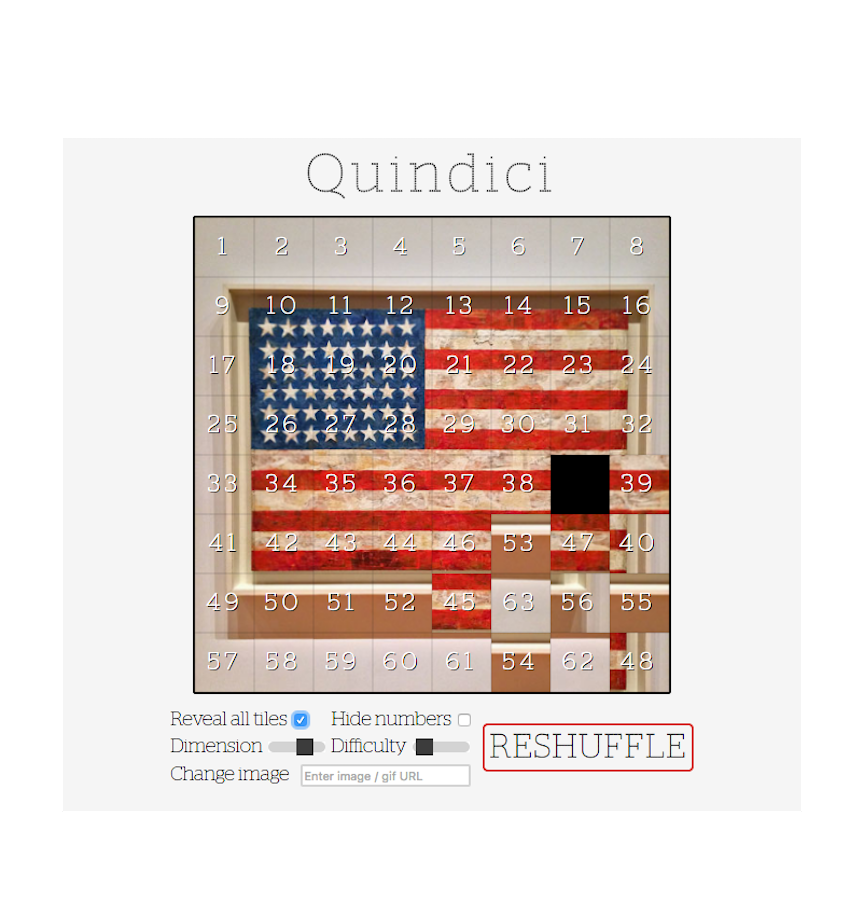 Quindici
1 2 3 4 5 6 7 8
9 10 11 12 13 14 15 16
17 18 19 20 21 22 23 24
25 26 27 28 29 30 31 32
33 34 35 36 37 38 39
41 42 43 44 46 53 47 40
49 50 51 52 45 63 56 55
57 58 59 60 61 54 62 48
Reveal all tiles Hide numbers
Dimension Difficulty
RESHUFFLE
Change image Enter image / gif URL